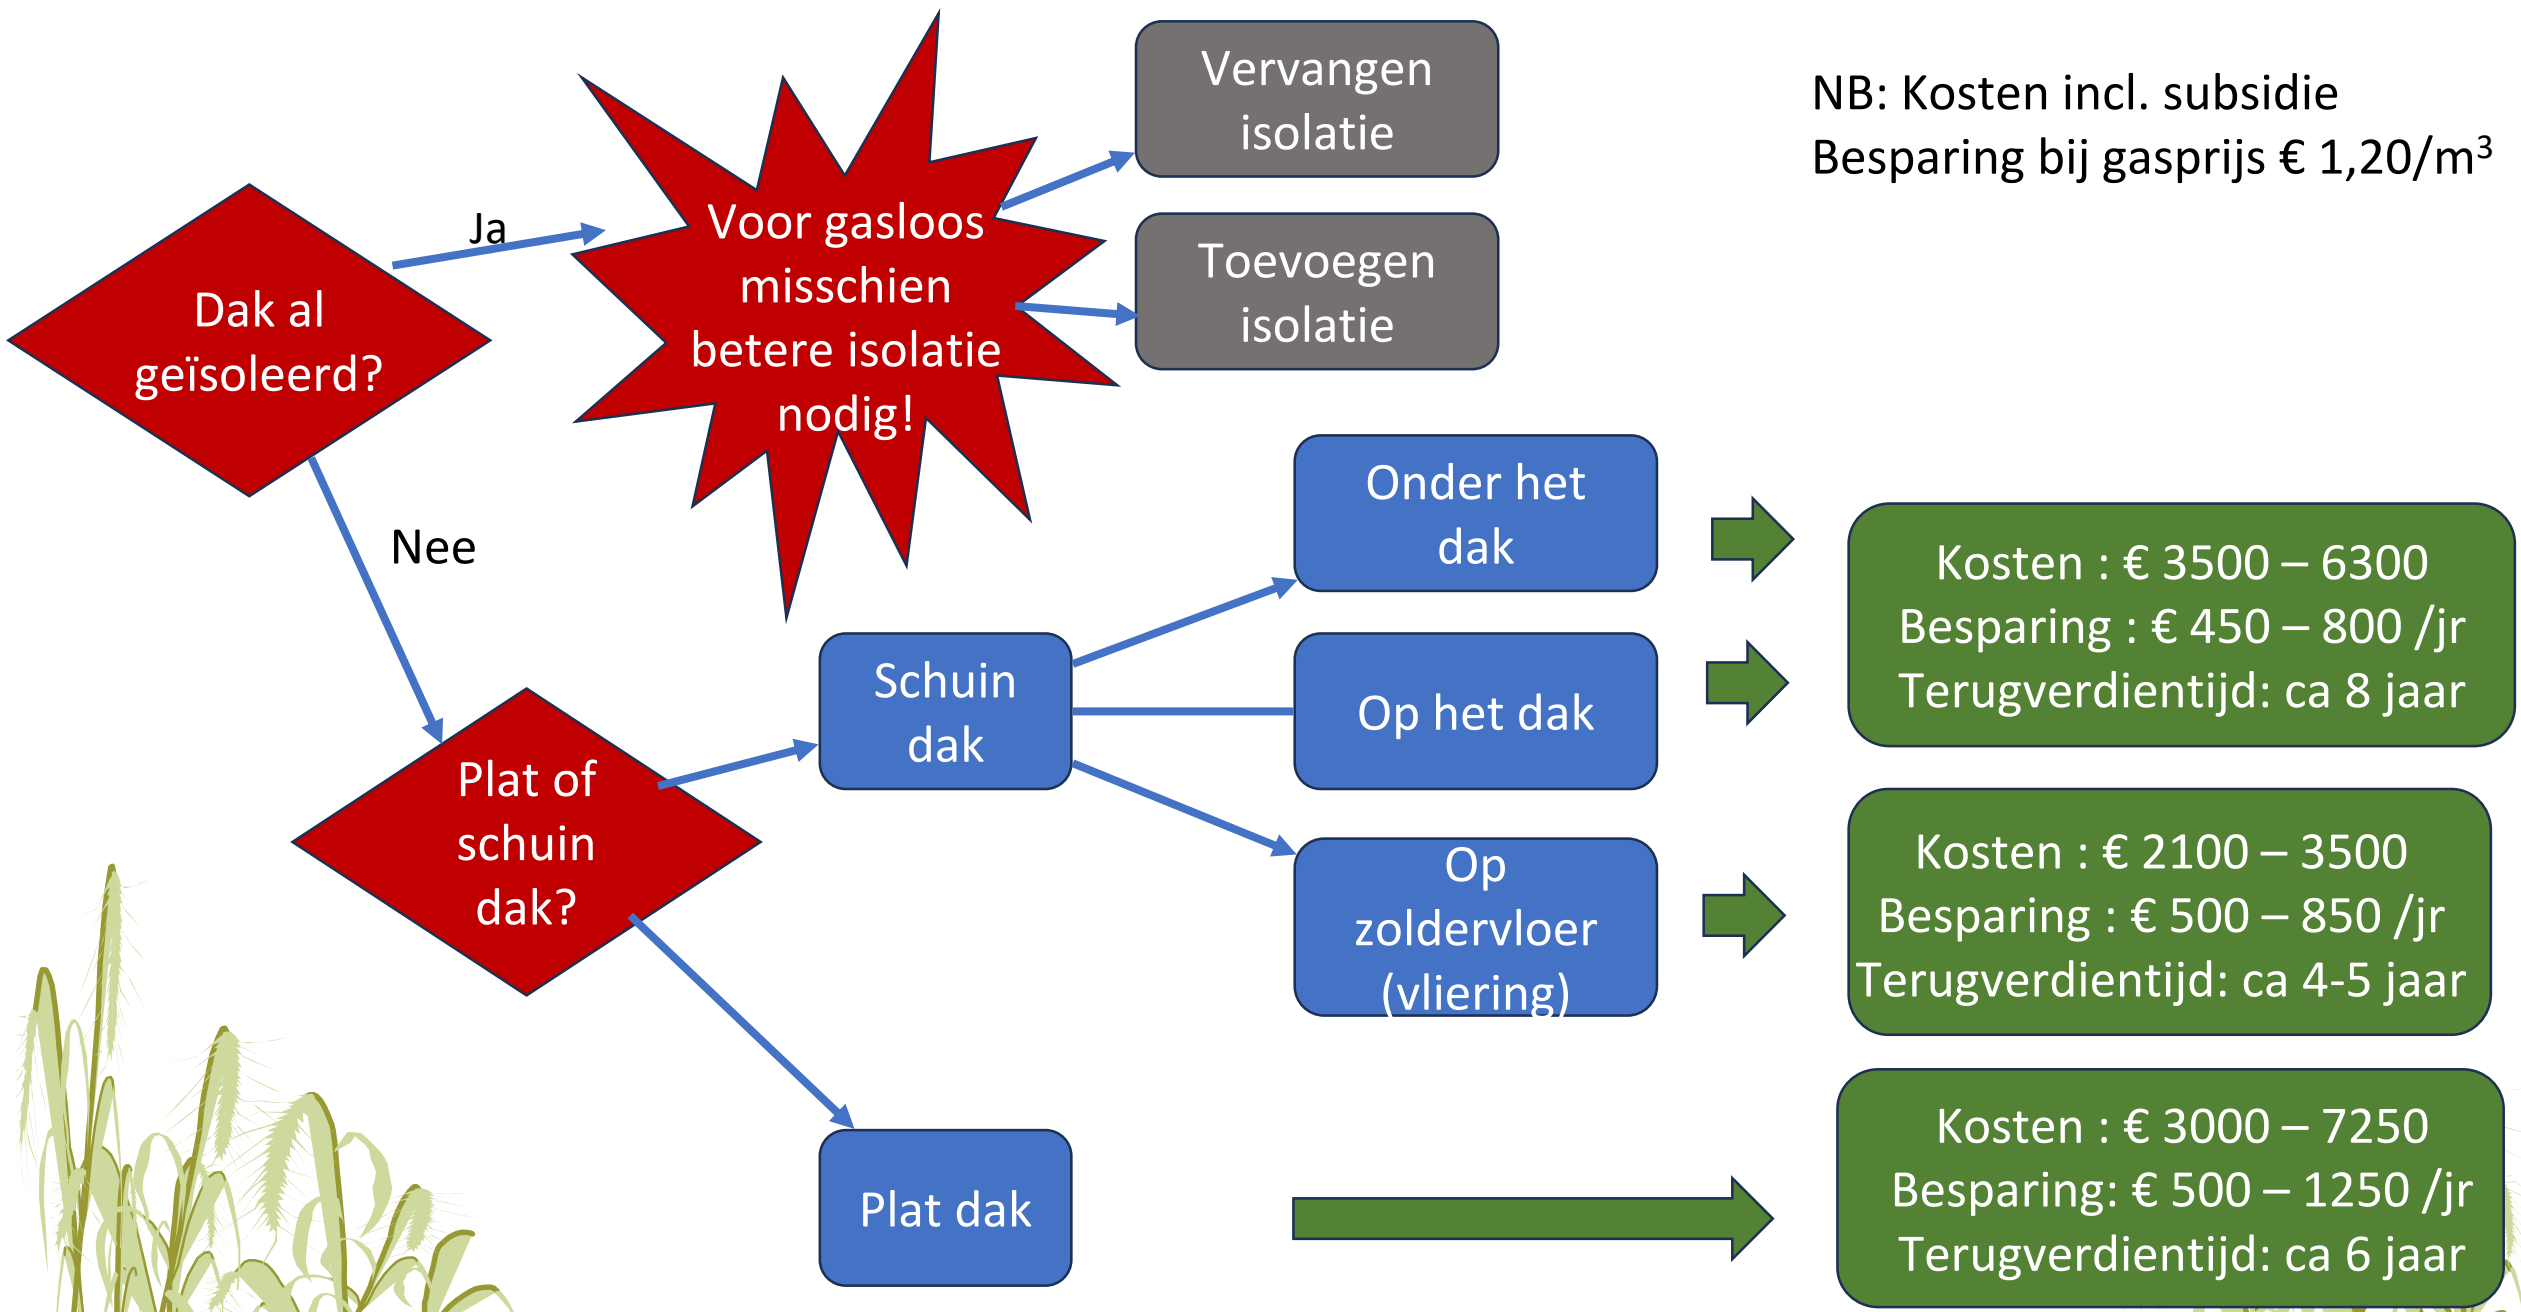 Vervangen
isolatie
NB: Kosten incl. subsidie
Besparing bij gasprijs € 1,20/m³
Ja
Voor gasloos
misschien
betere isolatie
nodig!
Toevoegen
isolatie
Dak al
geïsoleerd?
Nee
Onder het
dak
Kosten : € 3500 – 6300
Besparing : € 450 – 800 /jr
Terugverdientijd: ca 8 jaar
Schuin
dak
Op het dak
Plat of
schuin
dak?
Op
zoldervloer
(vliering)
Kosten : € 2100 – 3500
Besparing : € 500 – 850 /jr
Terugverdientijd: ca 4-5 jaar
Plat dak
Kosten : € 3000 – 7250
Besparing: € 500 – 1250 /jr
Terugverdientijd: ca 6 jaar